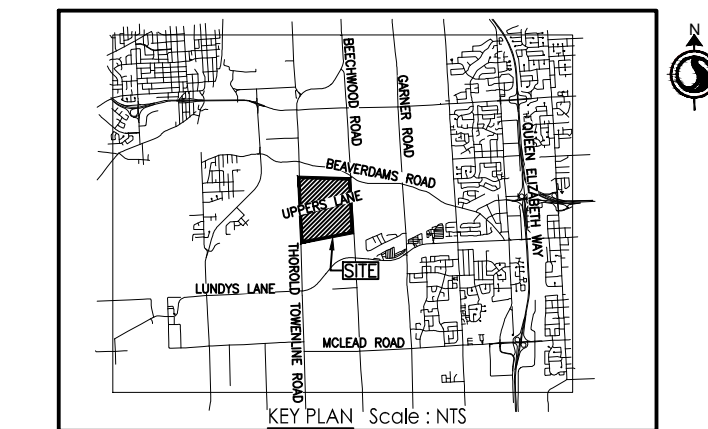 N
BEECHWOOD ROAD
GARNER ROAD
QUEEN ELIZABETH WAY
BEAVERDAMS ROAD
UPPERS LANE
SITE
THOROLD TOWENLINE ROAD
LUNDYS LANE
MCLEAD ROAD
KEY PLAN Scale : NTS